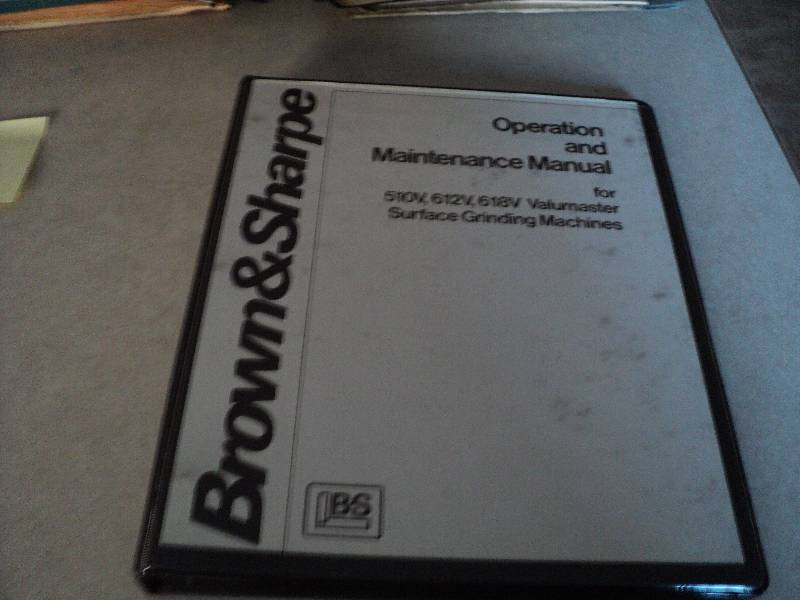 Brown&Sharpe
Operation
and
Maintenance Manual
for
510V, 612V, 618V Valumaster
Surface Grinding Machines
BS